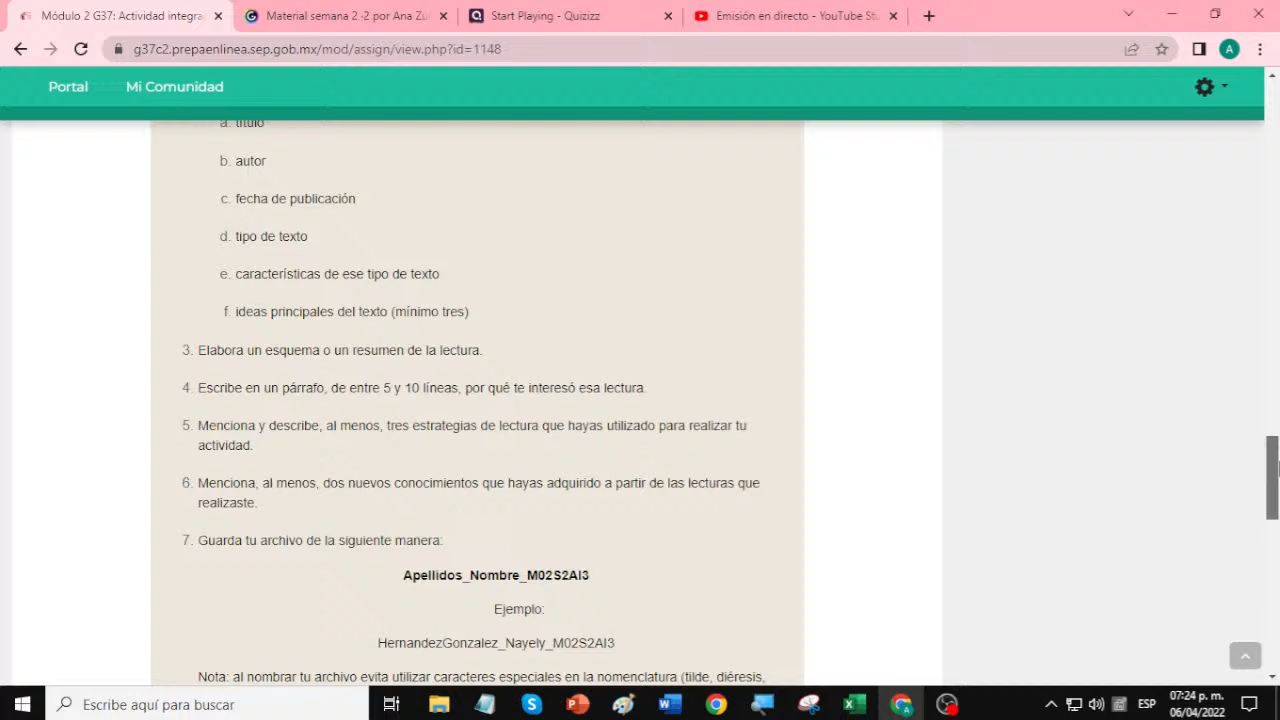 Módulo 2 G37: Actividad integra
Material semana 2 -2 por Ana Zul
Start Playing - Quizizz
Emisión en directo - YouTube Stu
g37c2.prepaenlinea.sep.gob.mx/mod/assign/view.php?id=1148
A
Portal
Mi Comunidad
a. título
b. autor
c. fecha de publicación
d. tipo de texto
e. características de ese tipo de texto
f. ideas principales del texto (mínimo tres)
3. Elabora un esquema o un resumen de la lectura.
4. Escribe en un párrafo, de entre 5 y 10 líneas, por qué te interesó esa lectura.
5. Menciona y describe, al menos, tres estrategias de lectura que hayas utilizado para realizar tu
actividad.
6. Menciona, al menos, dos nuevos conocimientos que hayas adquirido a partir de las lecturas que
realizaste.
7. Guarda tu archivo de la siguiente manera:
Apellidos_Nombre_M02S2AI3
Ejemplo:
HernandezGonzalez_Nayely_M02S2AI3
Nota: al nombrar tu archivo evita utilizar caracteres especiales en la nomenclatura (tilde, diéresis,
Escribe aquí para buscar
ESP
07:24 p. m.
06/04/2022